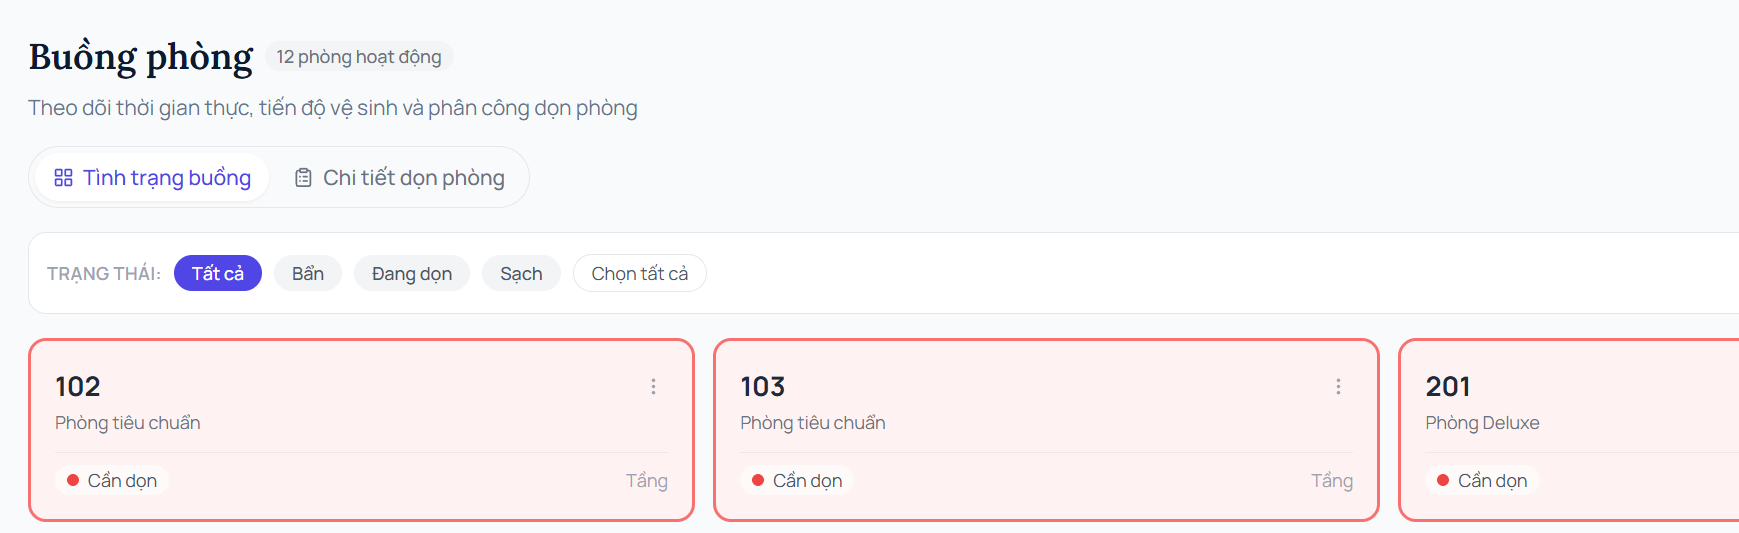 Buồng phòng 12 phòng hoạt động
Theo dõi thời gian thực, tiến độ vệ sinh và phân công dọn phòng
Tình trạng buồng Chi tiết dọn phòng
TRẠNG THÁI: Tất cả Bẩn Đang dọn Sạch Chọn tất cả
102 103 201
Phòng tiêu chuẩn Phòng tiêu chuẩn Phòng Deluxe
Cần dọn Tầng Cần dọn Tầng Cần dọn